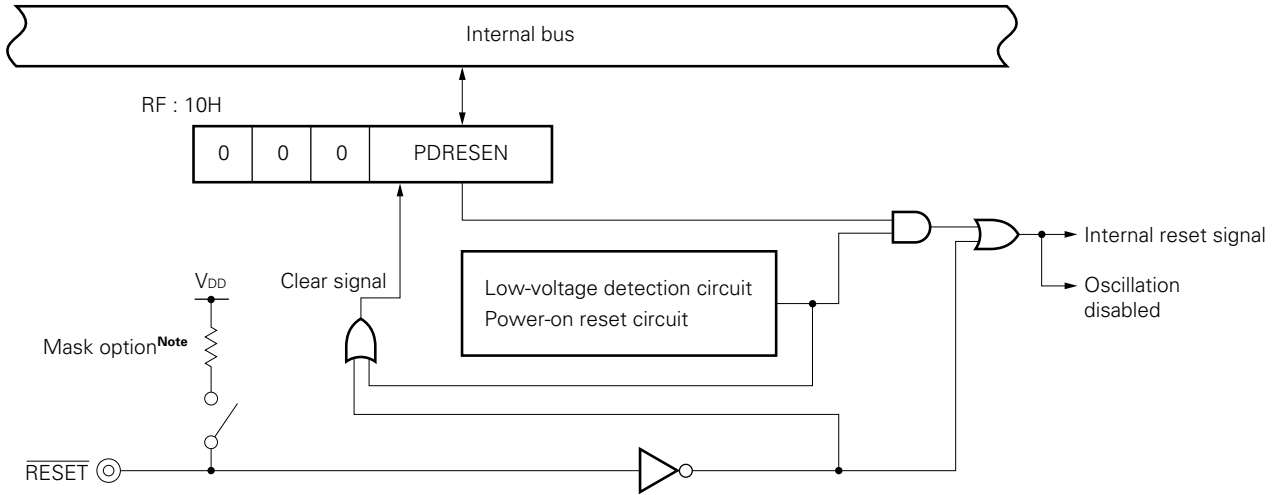 Internal bus
RF : 10H
0 0 0 PDRESEN
Internal reset signal
VDD
Clear signal
Low-voltage detection circuit
Power-on reset circuit
Oscillation
disabled
Mask optionNote
RESET